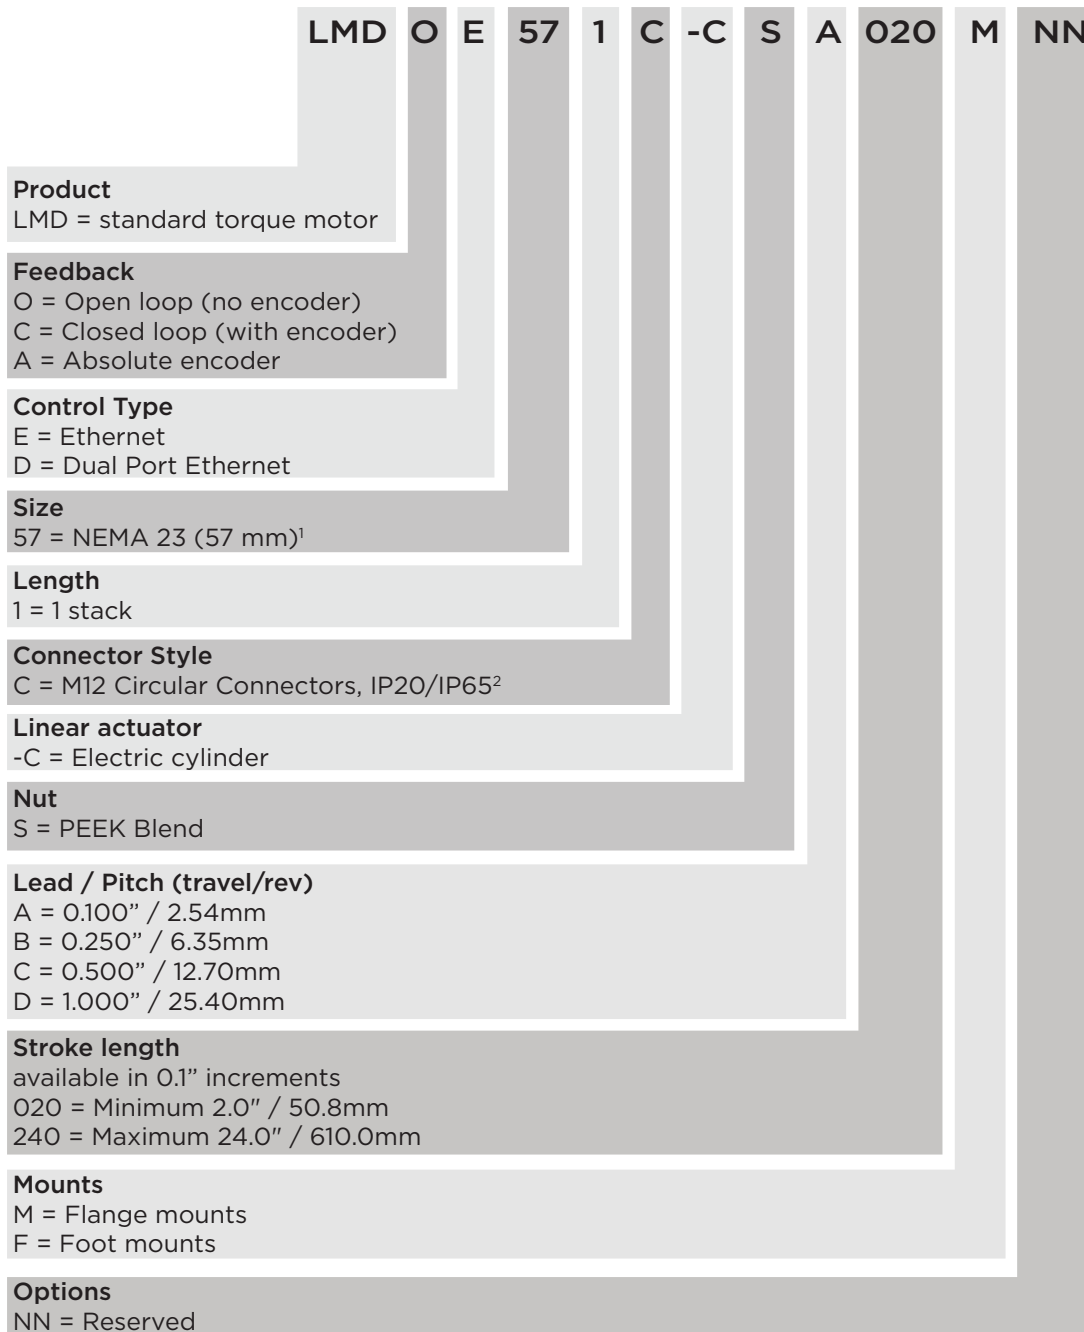 LMD O E 57 1 C -C S A 020 M NN
Product
LMD = standard torque motor
Feedback
O = Open loop (no encoder)
C = Closed loop (with encoder)
A = Absolute encoder
Control Type
E = Ethernet
D = Dual Port Ethernet
Size
57 = NEMA 23 (57 mm)¹
Length
1 = 1 stack
Connector Style
C = M12 Circular Connectors, IP20/IP65²
Linear actuator
-C = Electric cylinder
Nut
S = PEEK Blend
Lead / Pitch (travel/rev)
A = 0.100” / 2.54mm
B = 0.250” / 6.35mm
C = 0.500” / 12.70mm
D = 1.000” / 25.40mm
Stroke length
available in 0.1” increments
020 = Minimum 2.0" / 50.8mm
240 = Maximum 24.0" / 610.0mm
Mounts
M = Flange mounts
F = Foot mounts
Options
NN = Reserved